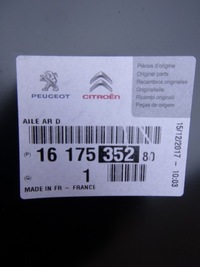 PEUGEOT
CITROËN
Pièces d'origine
Original parts
Recambios originales
Originalteile
Ricambi originali
Peças de origem
AILE AR D
15/12/2017 - 10:03
P 16 175 352 80
1
MADE IN FR - FRANCE